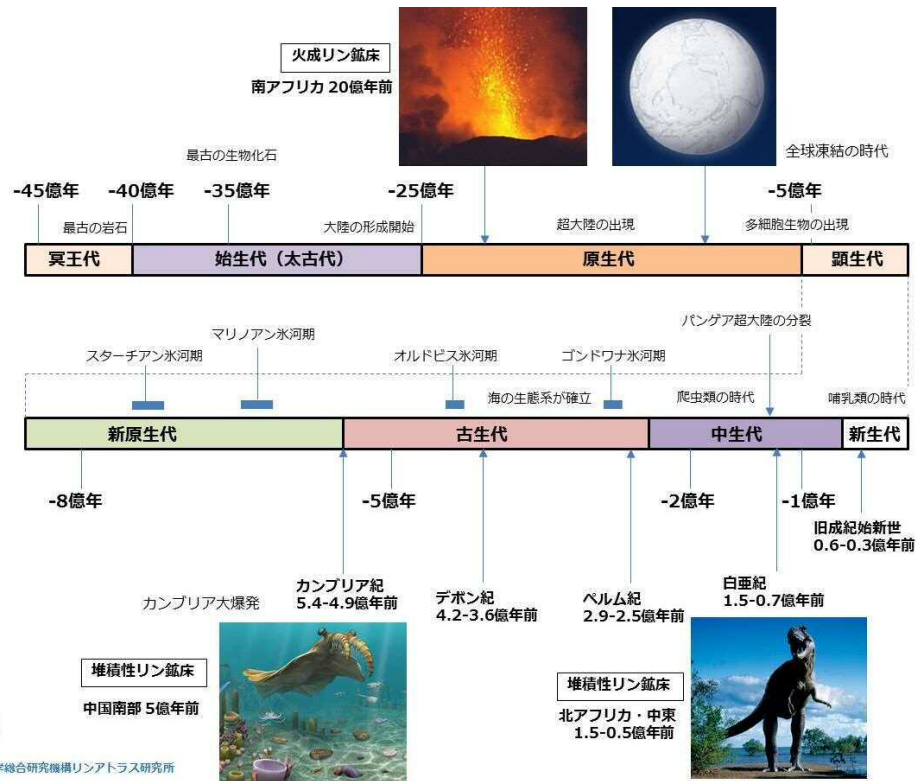 火成リン鉱床
南アフリカ 20億年前
最古の生物化石
全球凍結の時代
-45億年
-40億年
-35億年
-25億年
-5億年
最古の岩石
大陸の形成開始
超大陸の出現
多細胞生物の出現
冥王代
始生代（太古代）
原生代
顕生代
パンゲア超大陸の分裂
マリノアン氷河期
スターチアン氷河期
オルドビス氷河期
ゴンドワナ氷河期
海の生態系が確立
爬虫類の時代
哺乳類の時代
新原生代
古生代
中生代
新生代
-8億年
-5億年
-2億年
-1億年
旧成紀始新世
0.6-0.3億年前
カンブリア紀
5.4-4.9億年前
デボン紀
4.2-3.6億年前
ペルム紀
2.9-2.5億年前
白亜紀
1.5-0.7億年前
カンブリア大爆発
堆積性リン鉱床
中国南部 5億年前
堆積性リン鉱床
北アフリカ・中東
1.5-0.5億年前
総合研究機構リンアトラス研究所